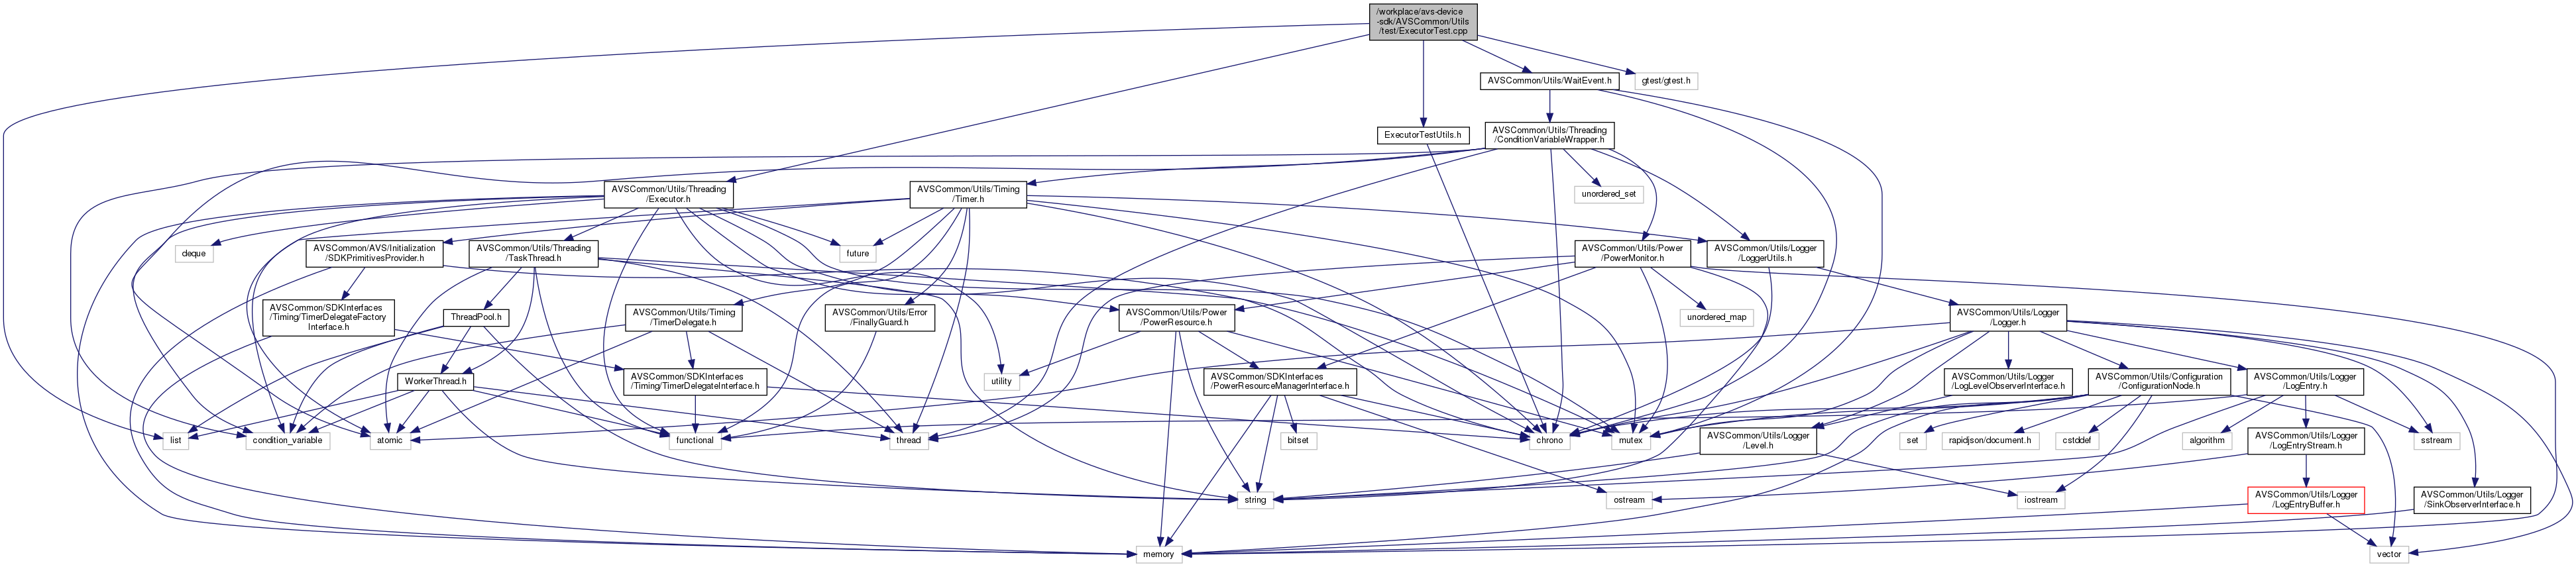 /workplace/avs-device
-sdk/AVSCommon/Utils
/test/ExecutorTest.cpp
AVSCommon/Utils/WaitEvent.h
gtest/gtest.h
ExecutorTestUtils.h
AVSCommon/Utils/Threading
/ConditionVariableWrapper.h
AVSCommon/Utils/Threading
/Executor.h
AVSCommon/Utils/Timing
/Timer.h
unordered_set
deque
AVSCommon/AVS/Initialization
/SDKPrimitivesProvider.h
AVSCommon/Utils/Threading
/TaskThread.h
future
AVSCommon/Utils/Power
/PowerMonitor.h
AVSCommon/Utils/Logger
/LoggerUtils.h
AVSCommon/SDKInterfaces
/Timing/TimerDelegateFactory
Interface.h
ThreadPool.h
AVSCommon/Utils/Timing
/TimerDelegate.h
AVSCommon/Utils/Error
/FinallyGuard.h
AVSCommon/Utils/Power
/PowerResource.h
unordered_map
AVSCommon/Utils/Logger
/Logger.h
WorkerThread.h
AVSCommon/SDKInterfaces
/Timing/TimerDelegateInterface.h
utility
AVSCommon/SDKInterfaces
/PowerResourceManagerInterface.h
AVSCommon/Utils/Logger
/LogLevelObserverInterface.h
AVSCommon/Utils/Configuration
/ConfigurationNode.h
AVSCommon/Utils/Logger
/LogEntry.h
list
condition_variable
atomic
functional
thread
bitset
chrono
mutex
AVSCommon/Utils/Logger
/Level.h
set
rapidjson/document.h
cstddef
algorithm
AVSCommon/Utils/Logger
/LogEntryStream.h
sstream
string
ostream
iostream
AVSCommon/Utils/Logger
/LogEntryBuffer.h
AVSCommon/Utils/Logger
/SinkObserverInterface.h
memory
vector